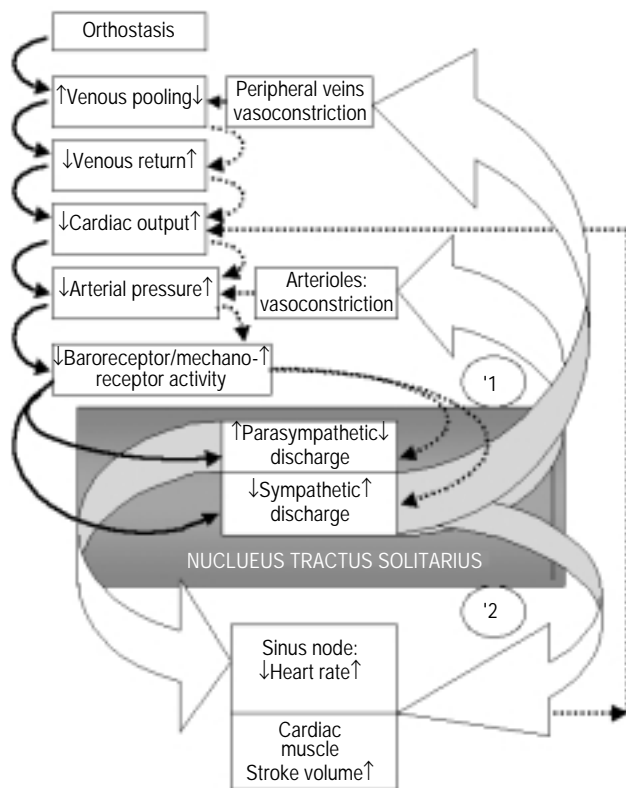 Orthostasis
↑Venous pooling↓
Peripheral veins
vasoconstriction
↓Venous return↑
↓Cardiac output↑
↓Arterial pressure↑
Arterioles:
vasoconstriction
↓Baroreceptor/mechano-↑
receptor activity
'1
↑Parasympathetic↓
discharge
↓Sympathetic↑
discharge
NUCLUEUS TRACTUS SOLITARIUS
'2
Sinus node:
↓Heart rate↑
Cardiac
muscle
Stroke volume↑